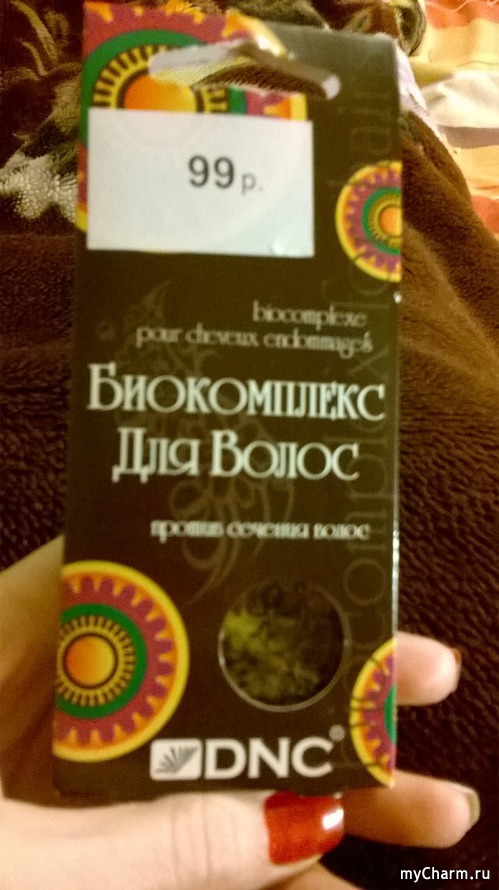 99 р.
biocomplexe
pour cheveux endommagés
Биокомплекс
Для Волос
против сечения волос
DNC®
myCharm.ru